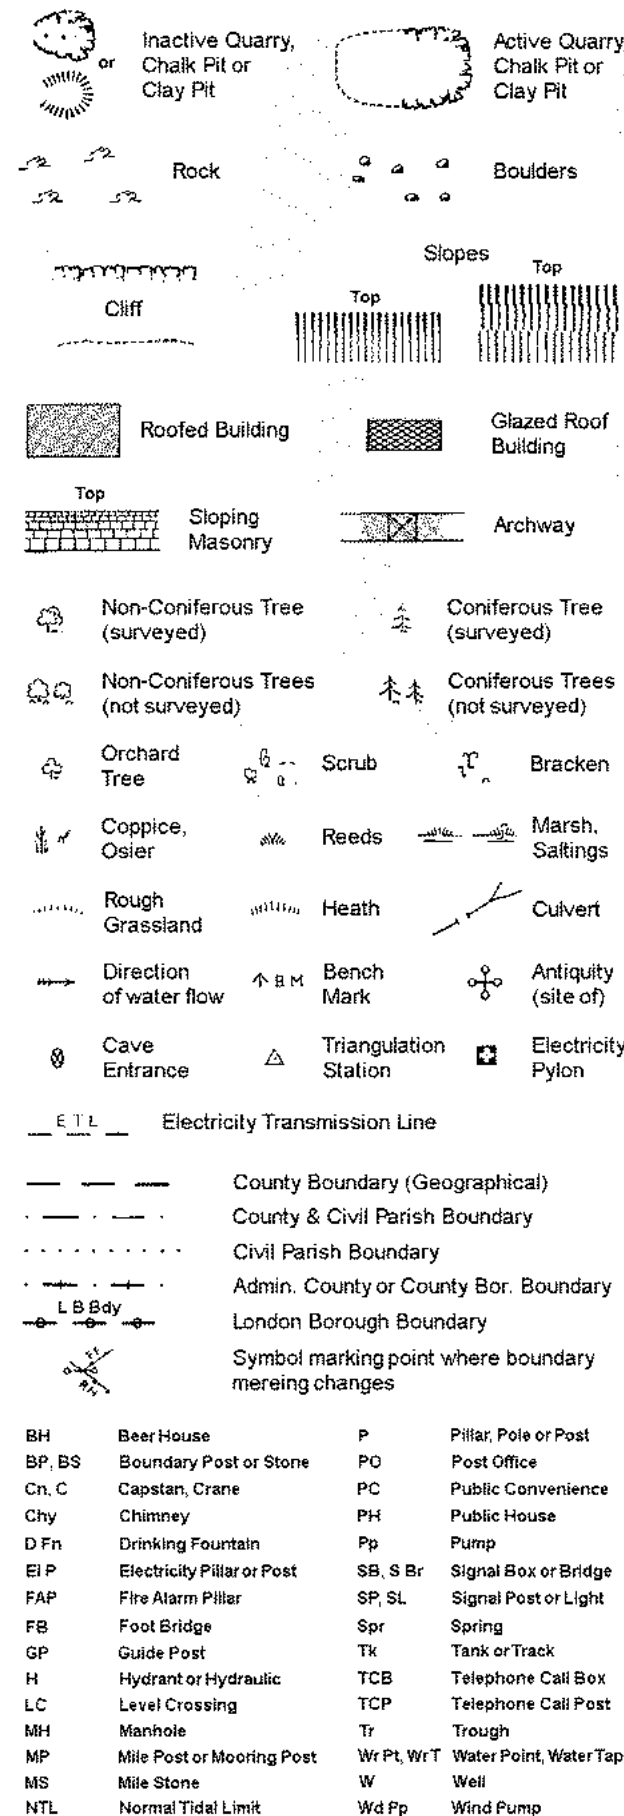 or
Inactive Quarry,
Chalk Pit or
Clay Pit
Active Quarry,
Chalk Pit or
Clay Pit
Rock
Boulders
Cliff
Slopes
Top
Top
Roofed Building
Glazed Roof
Building
Top
Sloping
Masonry
Archway
Non-Coniferous Tree
(surveyed)
Coniferous Tree
(surveyed)
Non-Coniferous Trees
(not surveyed)
Coniferous Trees
(not surveyed)
Orchard
Tree
Scrub
Bracken
Coppice,
Osier
Reeds
Marsh,
Saltings
Rough
Grassland
Heath
Culvert
Direction
of water flow
B M
Bench
Mark
Antiquity
(site of)
Cave
Entrance
Triangulation
Station
Electricity
Pylon
E T L Electricity Transmission Line
County Boundary (Geographical)
County & Civil Parish Boundary
Civil Parish Boundary
Admin. County or County Bor. Boundary
L B Bdy
London Borough Boundary
Symbol marking point where boundary
mereing changes
BH Beer House
BP, BS Boundary Post or Stone
Cn, C Capstan, Crane
Chy Chimney
D Fn Drinking Fountain
El P Electricity Pillar or Post
FAP Fire Alarm Pillar
FB Foot Bridge
GP Guide Post
H Hydrant or Hydraulic
LC Level Crossing
MH Manhole
MP Mile Post or Mooring Post
MS Mile Stone
NTL Normal Tidal Limit
P Pillar, Pole or Post
PO Post Office
PC Public Convenience
PH Public House
Pp Pump
SB, S Br Signal Box or Bridge
SP, SL Signal Post or Light
Spr Spring
Tk Tank or Track
TCB Telephone Call Box
TCP Telephone Call Post
Tr Trough
Wr Pt, Wr T Water Point, Water Tap
W Well
Wd Pp Wind Pump